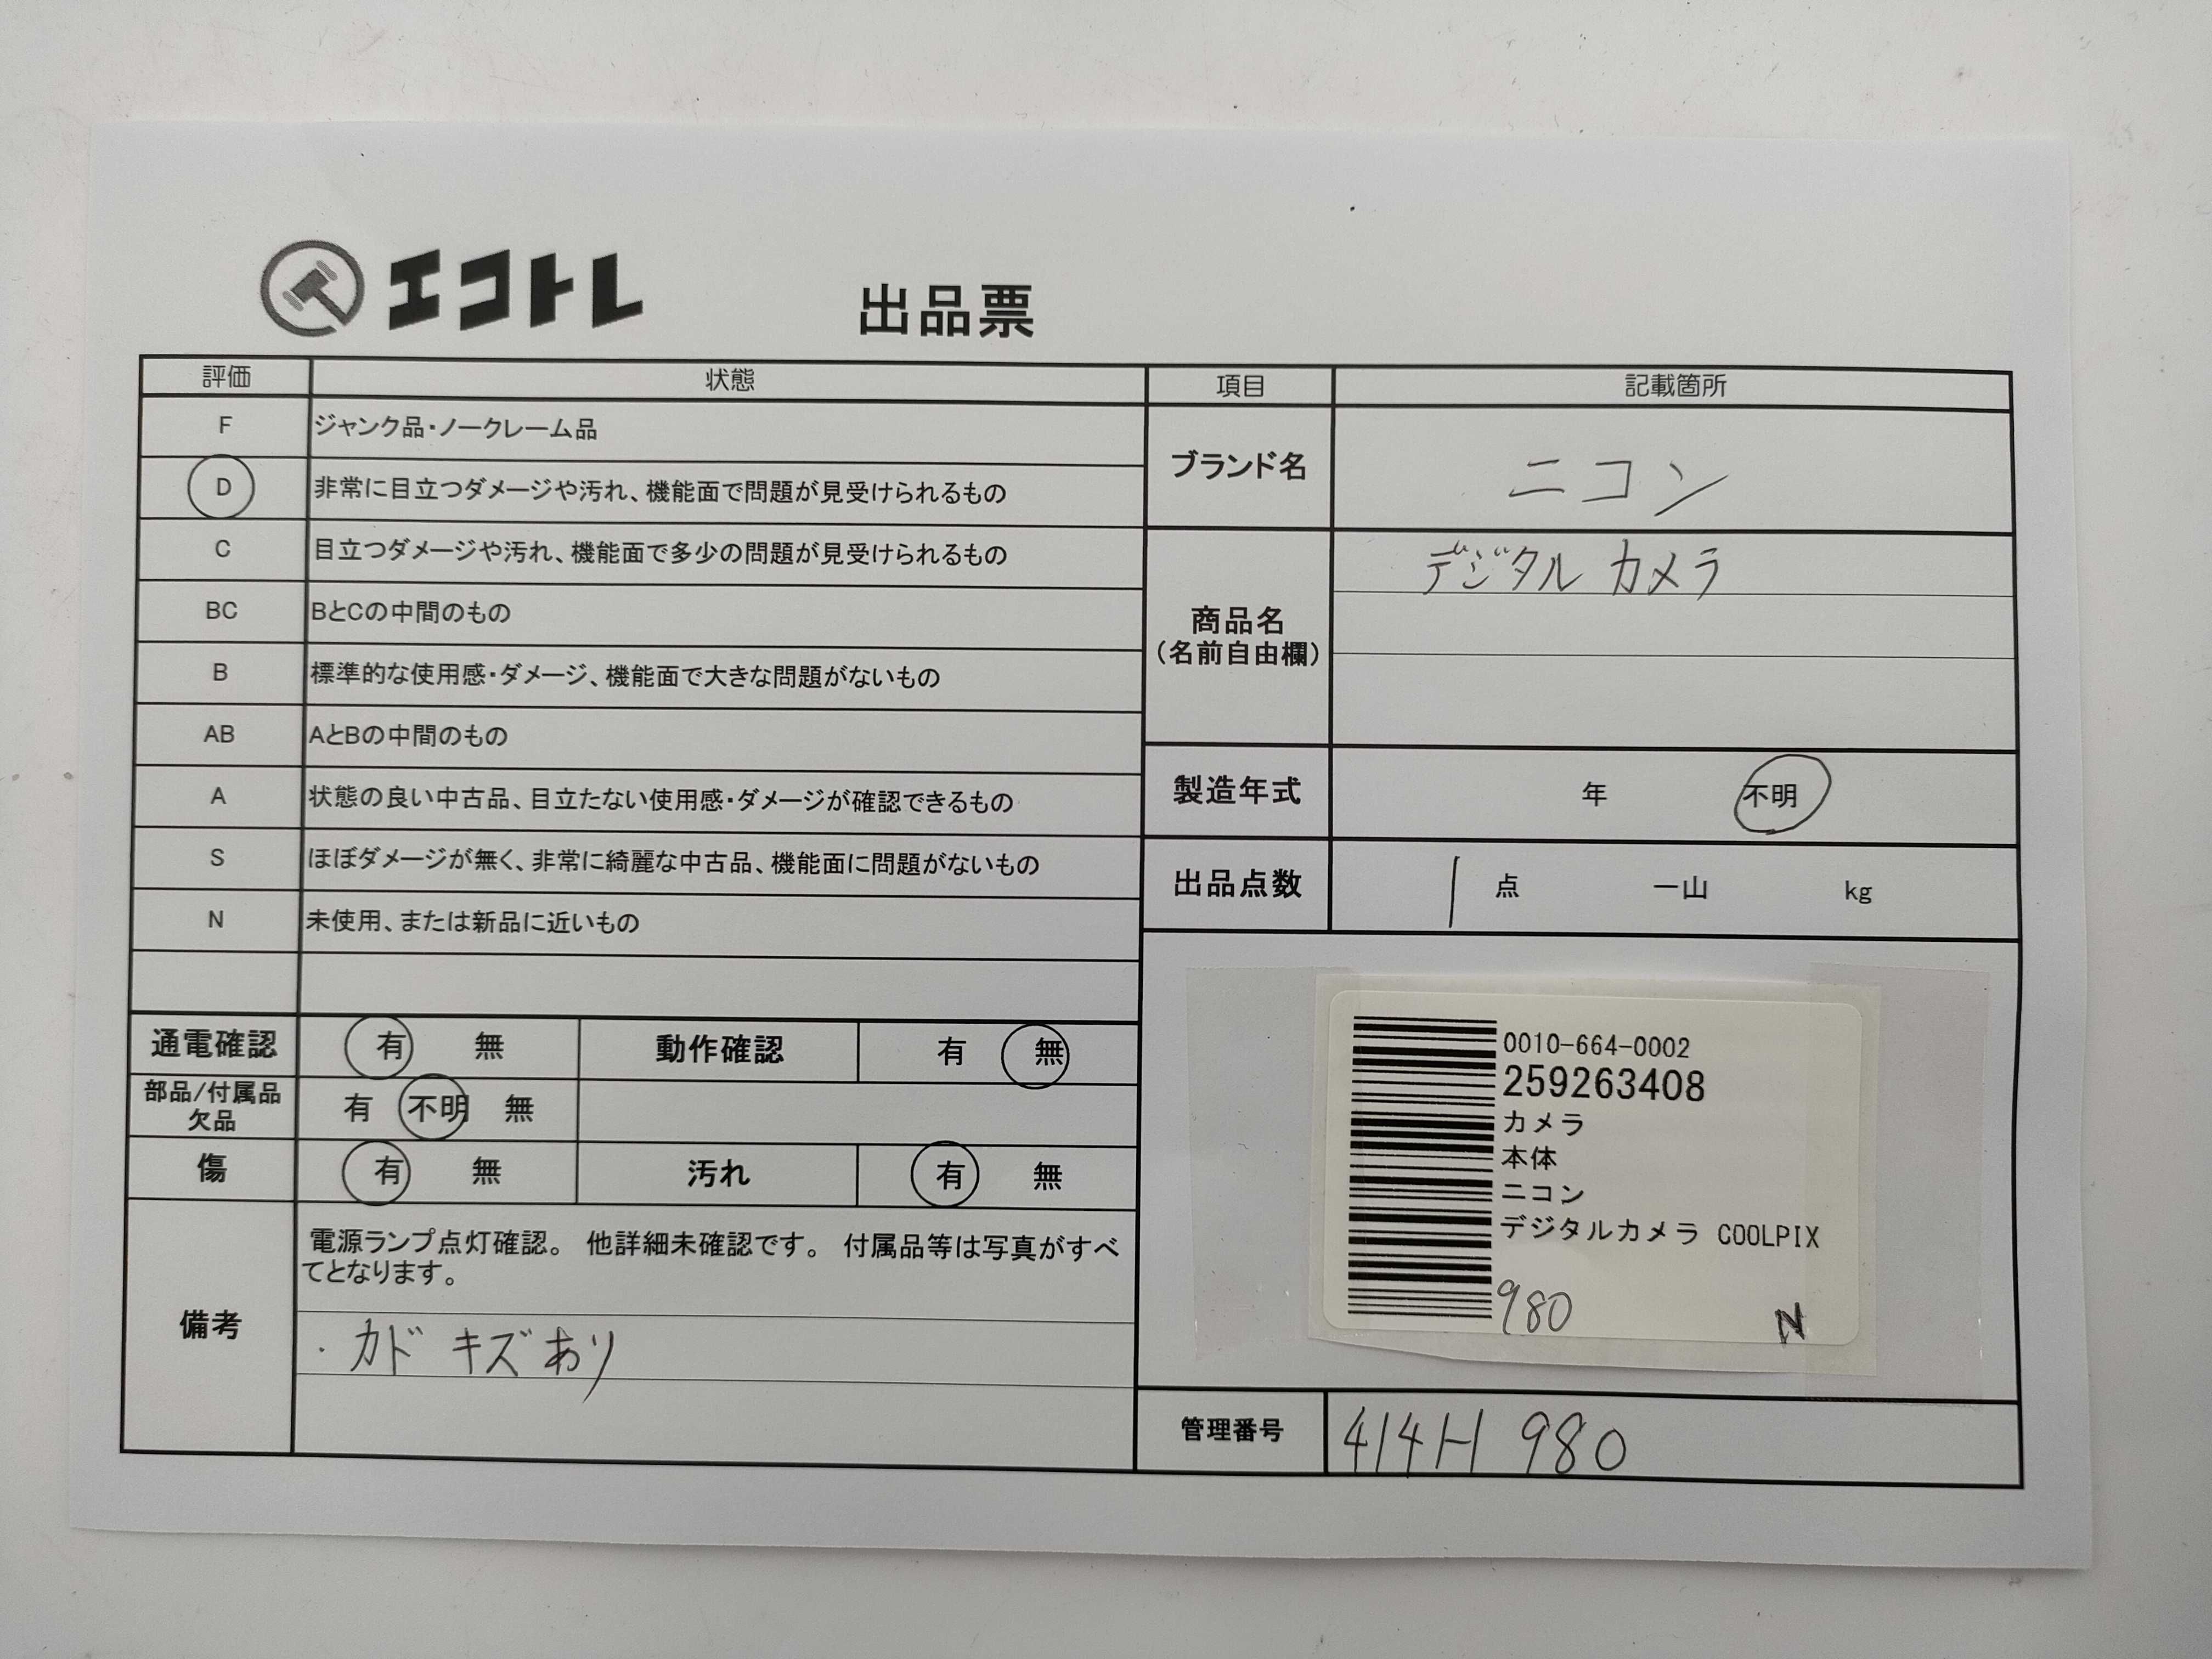 エコトレ
出品票
評価 状態
F ジャンク品・ノークレーム品
D 非常に目立つダメージや汚れ、機能面で問題が見受けられるもの
C 目立つダメージや汚れ、機能面で多少の問題が見受けられるもの
BC BとCの中間のもの
B 標準的な使用感・ダメージ、機能面で大きな問題がないもの
AB AとBの中間のもの
A 状態の良い中古品、目立たない使用感・ダメージが確認できるもの
S ほぼダメージが無く、非常に綺麗な中古品、機能面に問題がないもの
N 未使用、または新品に近いもの
通電確認 有 無 動作確認 有 無
部品/付属品
欠品 有 不明 無
傷 有 無 汚れ 有 無
備考
電源ランプ点灯確認。 他詳細未確認です。 付属品等は写真がすべ
てとなります。
・カド キズあり
項目 記載箇所
ブランド名 ニコン
商品名
(名前自由欄)
デジタルカメラ
製造年式 年 不明
出品点数 1 点 一山 kg
0010-664-0002
259263408
カメラ
本体
ニコン
デジタルカメラ COOLPIX
980 N
管理番号 414H 980